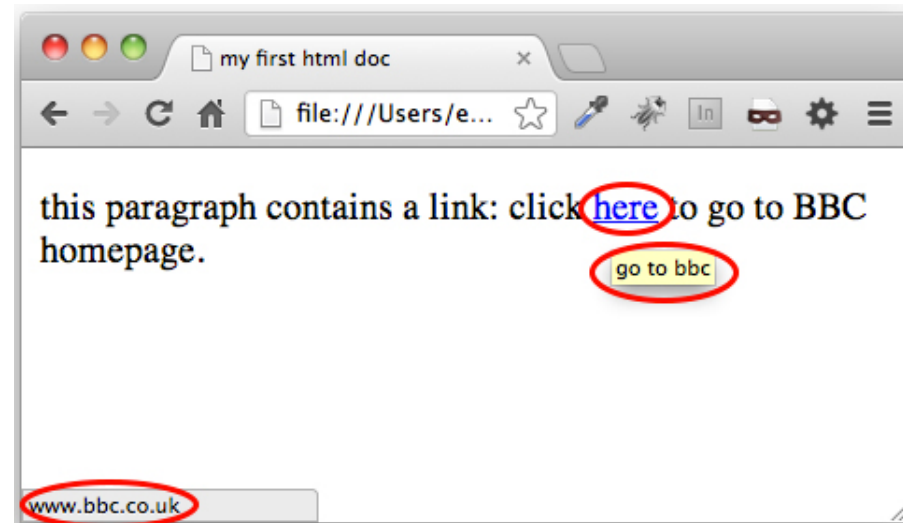 my first html doc
file:///Users/e...
In
this paragraph contains a link: click here to go to BBC
homepage.
go to bbc
www.bbc.co.uk